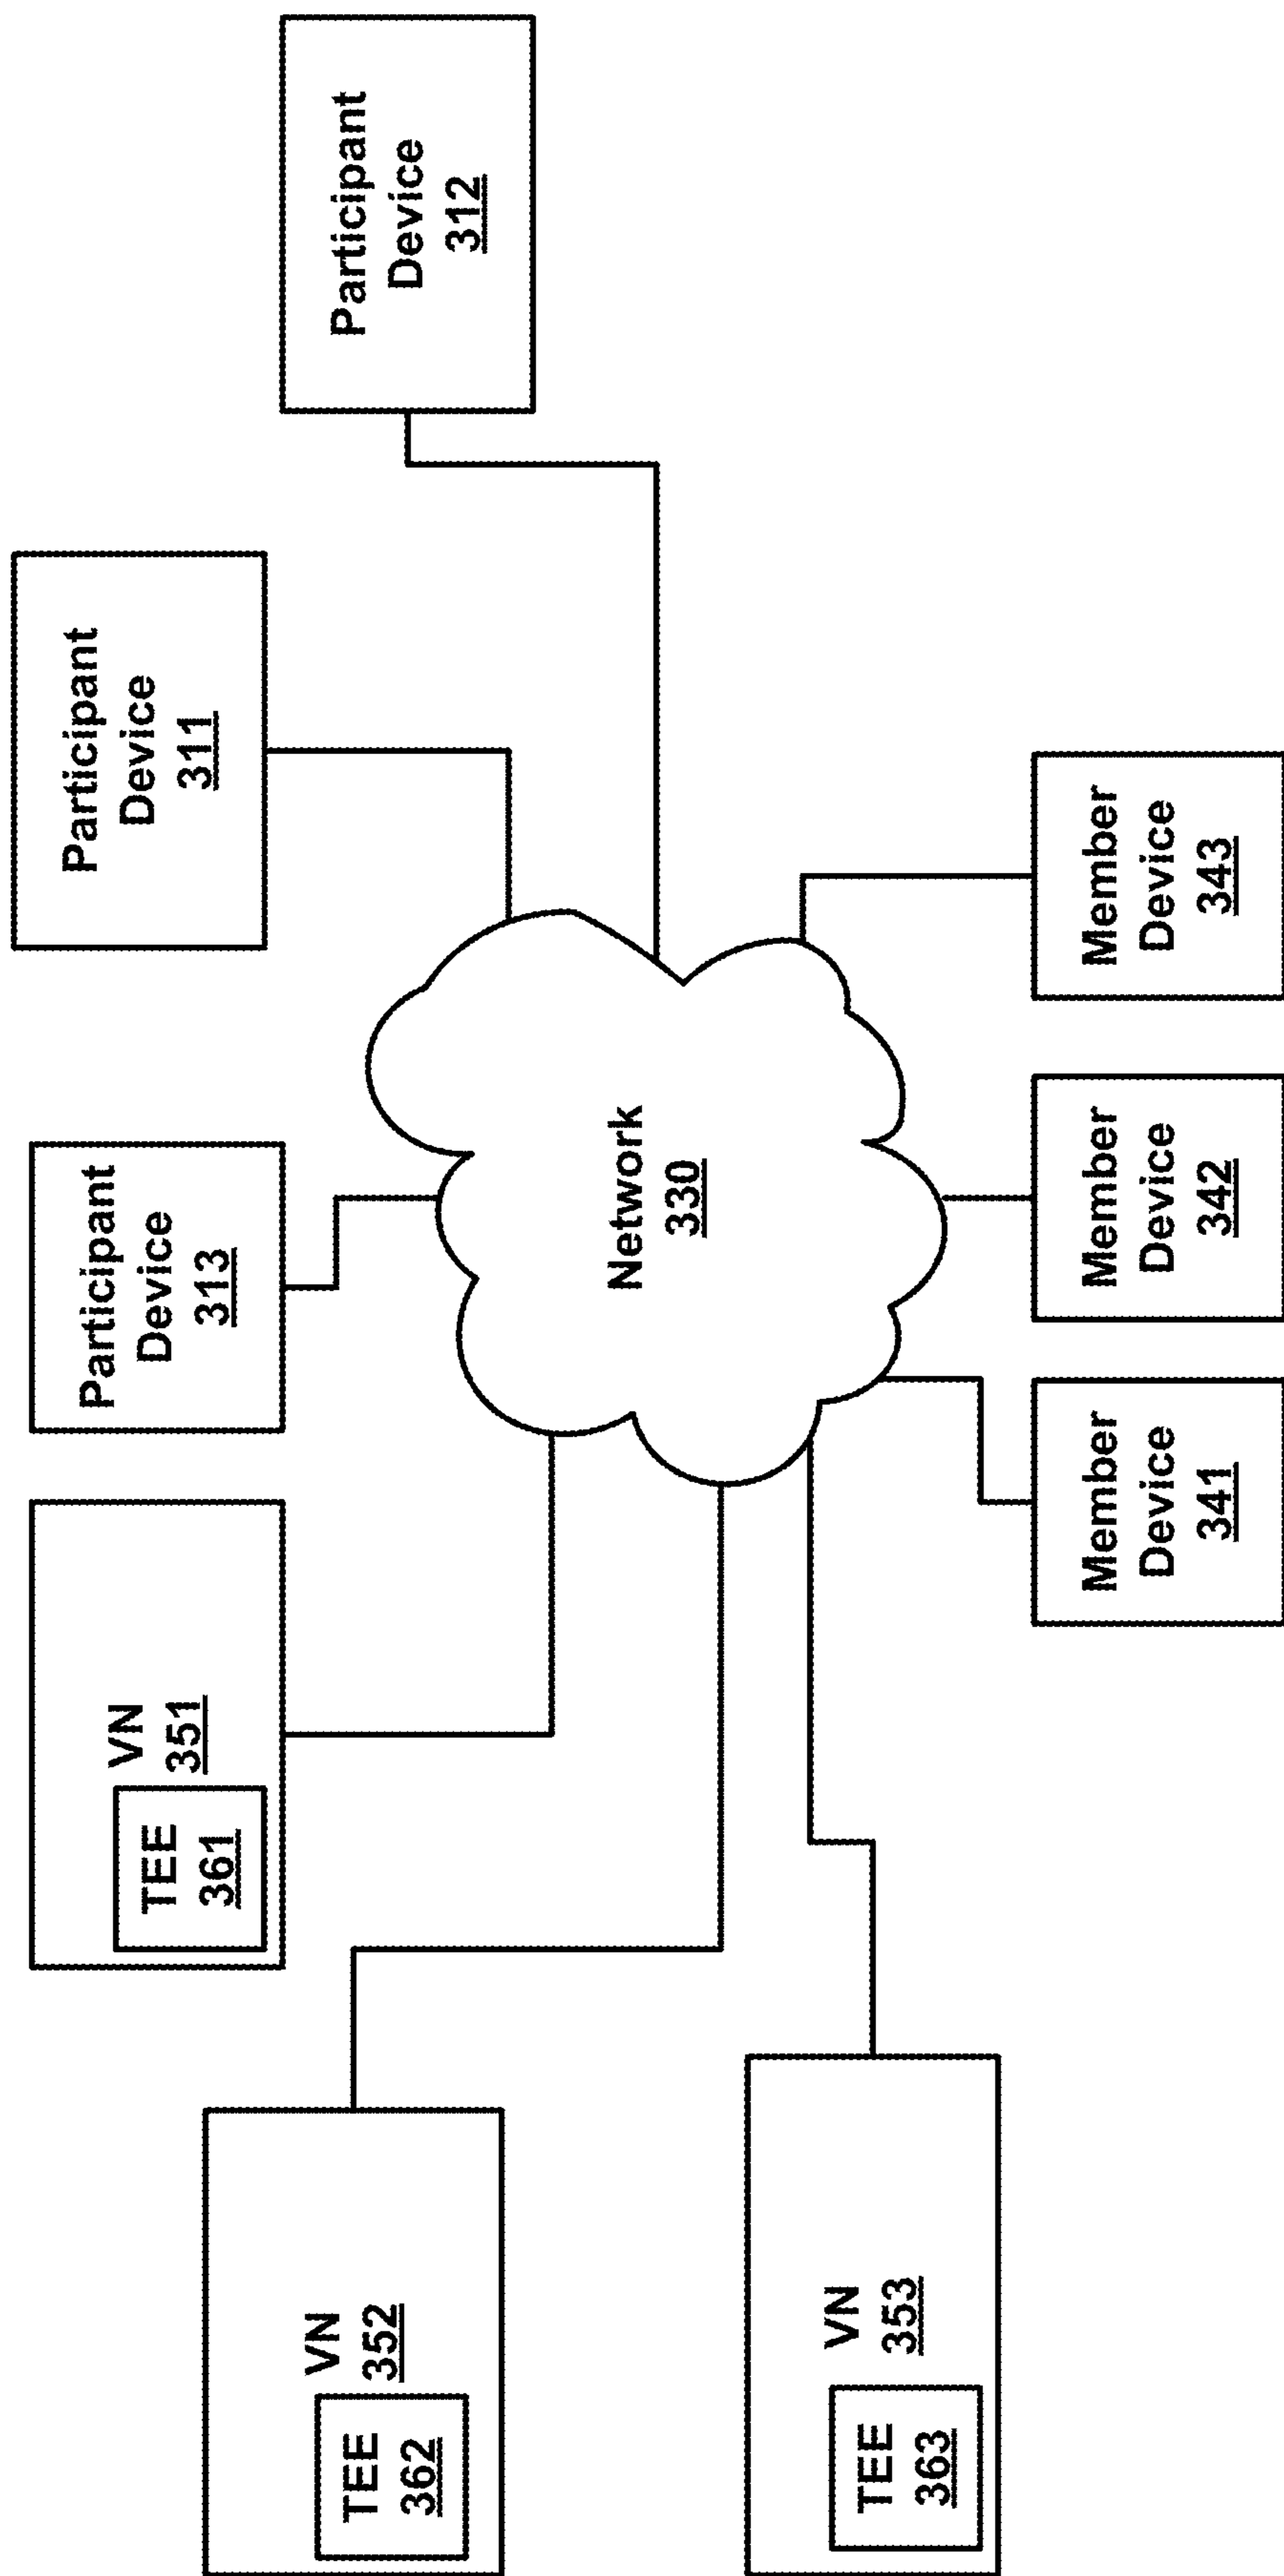 VN
351
TEE
361
Participant
Device
313
Participant
Device
311
VN
352
TEE
362
Participant
Device
312
Network
330
VN
353
TEE
363
Member
Device
341
Member
Device
342
Member
Device
343